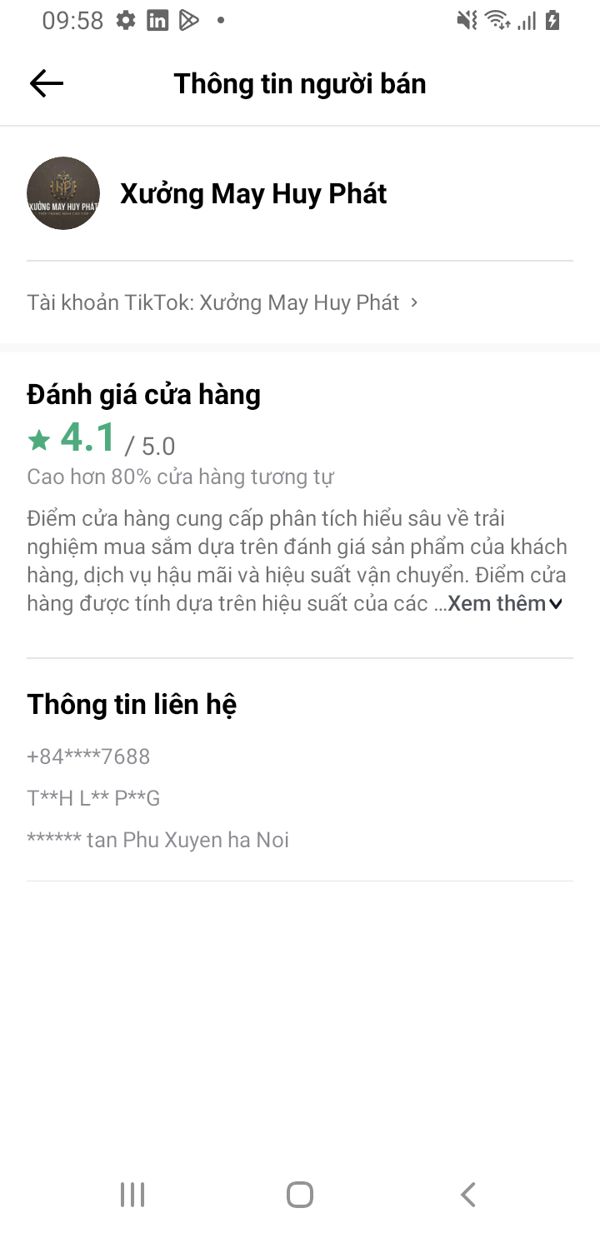 09:58
Thông tin người bán
XƯỞNG MAY HUY PHÁT
Xưởng May Huy Phát
Tài khoản TikTok: Xưởng May Huy Phát
Đánh giá cửa hàng
4.1 / 5.0
Cao hơn 80% cửa hàng tương tự
Điểm cửa hàng cung cấp phân tích hiểu sâu về trải
nghiệm mua sắm dựa trên đánh giá sản phẩm của khách
hàng, dịch vụ hậu mãi và hiệu suất vận chuyển. Điểm cửa
hàng được tính dựa trên hiệu suất của các ...Xem thêm
Thông tin liên hệ
+84****7688
T**H L** P**G
****** tan Phu Xuyen ha Noi